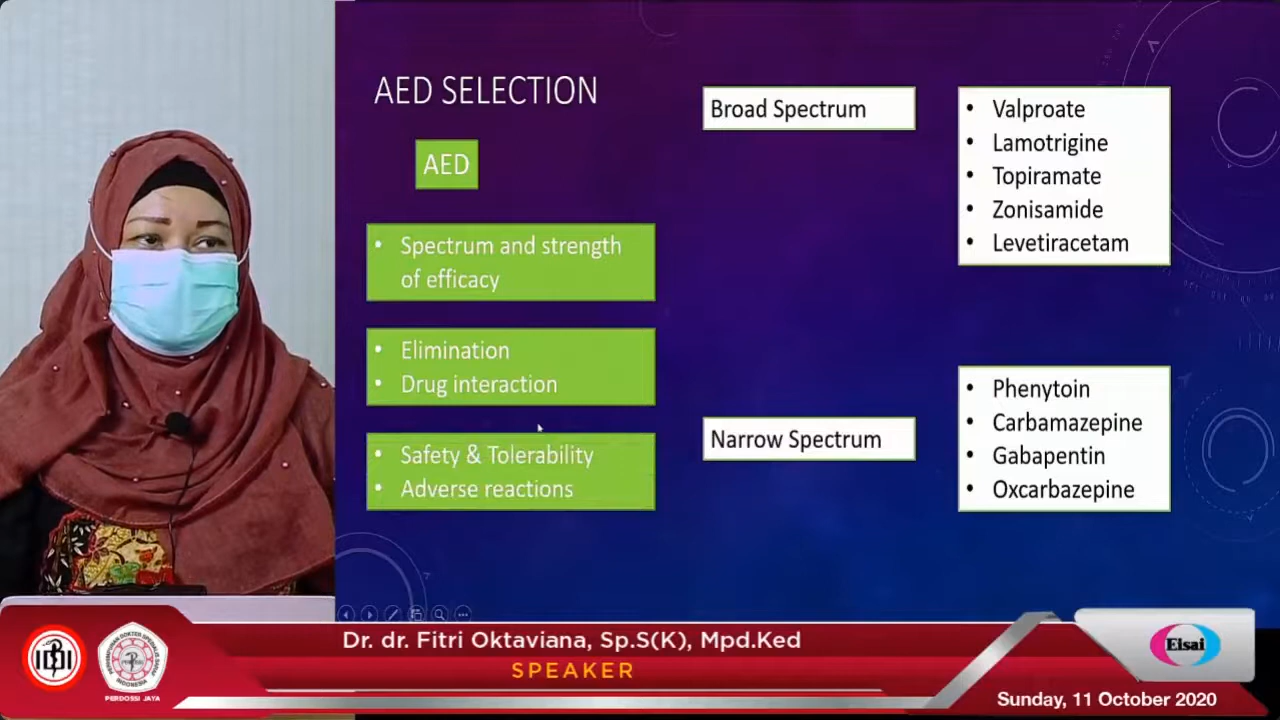 AED SELECTION
AED
• Spectrum and strength
of efficacy
• Elimination
• Drug interaction
• Safety & Tolerability
• Adverse reactions
Broad Spectrum
• Valproate
• Lamotrigine
• Topiramate
• Zonisamide
• Levetiracetam
Narrow Spectrum
• Phenytoin
• Carbamazepine
• Gabapentin
• Oxcarbazepine
Dr. dr. Fitri Oktaviana, Sp.S(K), Mpd.Ked
SPEAKER
PERDOSSI JAYA
Eisai
Sunday, 11 October 2020